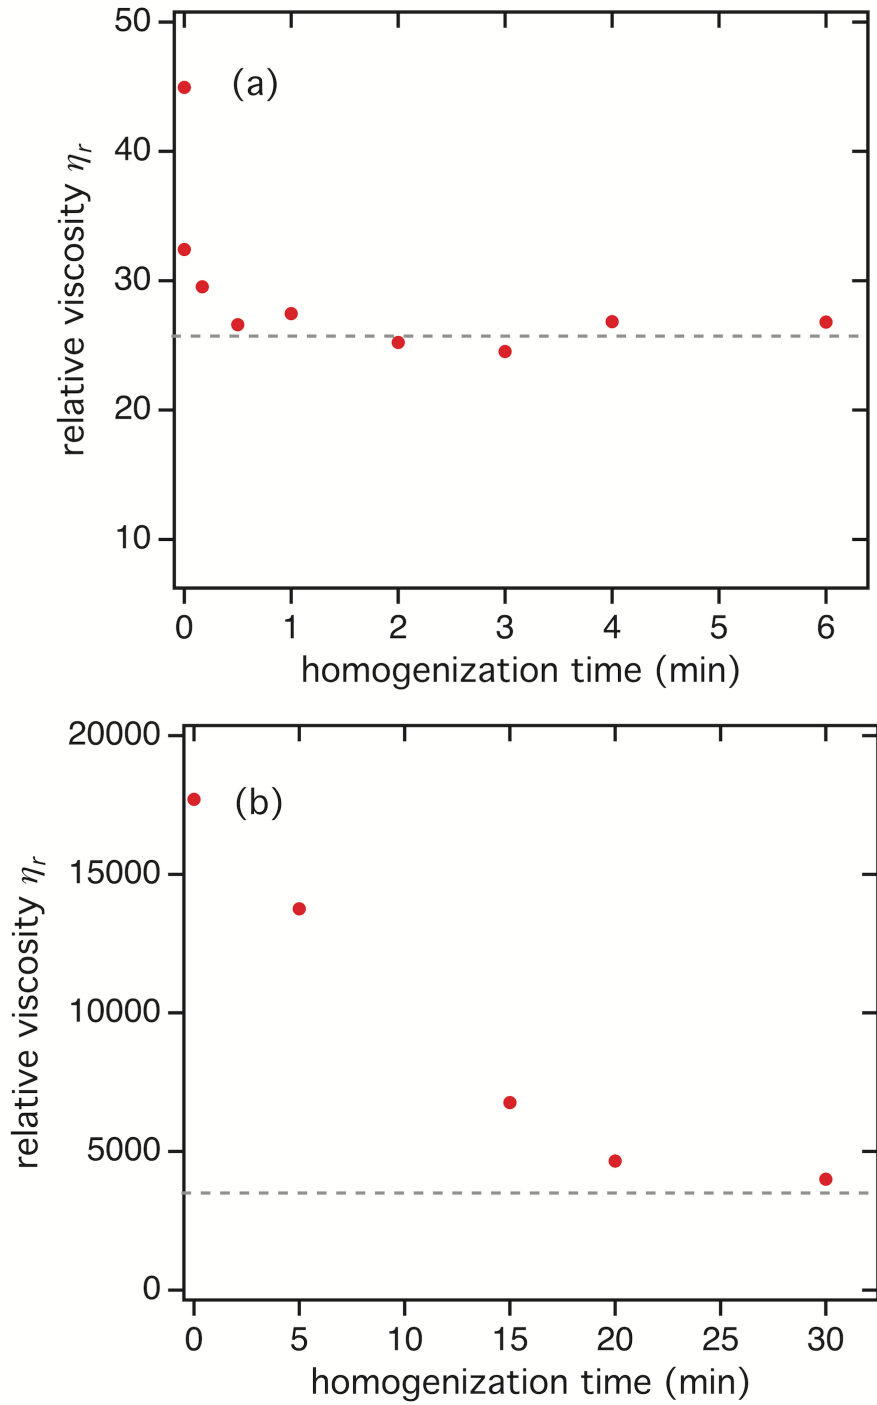 (a)
relative viscosity ηr
50
40
30
20
10
0 1 2 3 4 5 6
homogenization time (min)
(b)
relative viscosity ηr
20000
15000
10000
5000
0
0 5 10 15 20 25 30
homogenization time (min)